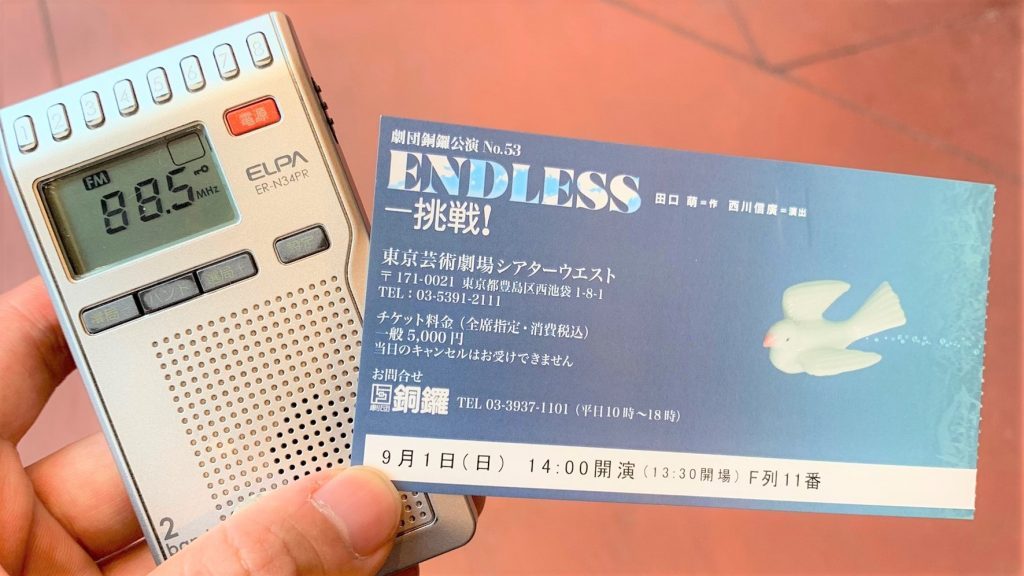 1 2 3 4 5 6 7 8
電源
FM
88.5 MHz
ELPA
ER-N34PR
バンド
2
劇団銅鑼公演 No.53
ENDLESS
田口 萌=作 西川信廣=演出
―挑戦!
東京芸術劇場シアターウエスト
〒171-0021 東京都豊島区西池袋1-8-1
TEL:03-5391-2111
チケット料金(全席指定・消費税込)
一般 5,000円
当日のキャンセルはお受けできません
お問合せ
劇団 銅鑼 TEL 03-3937-1101(平日10時～18時)
9月1日(日) 14:00開演(13:30開場) F列11番